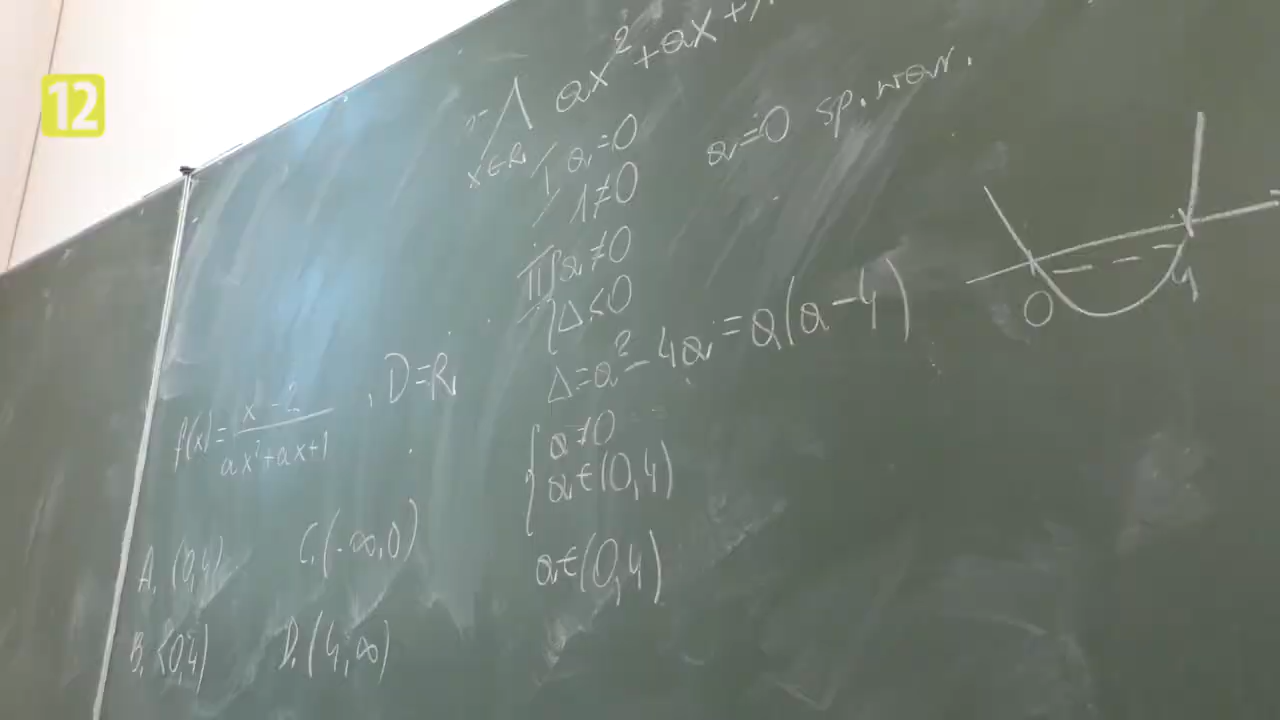 12
Λ ax² + ax +
x∈R
I a = 0
1 ≠ 0
a = 0 sp. war.
II { a ≠ 0
Δ < 0
Δ = a² - 4a = a(a - 4)
0 4
f(x) = (x - 2)/(ax² + ax + 1) , D = R
{ a ≠ 0
a ∈ (0,4)
a ∈ (0,4)
A. (0,4) C. (-∞,0)
B. <0,4) D. (4,∞)